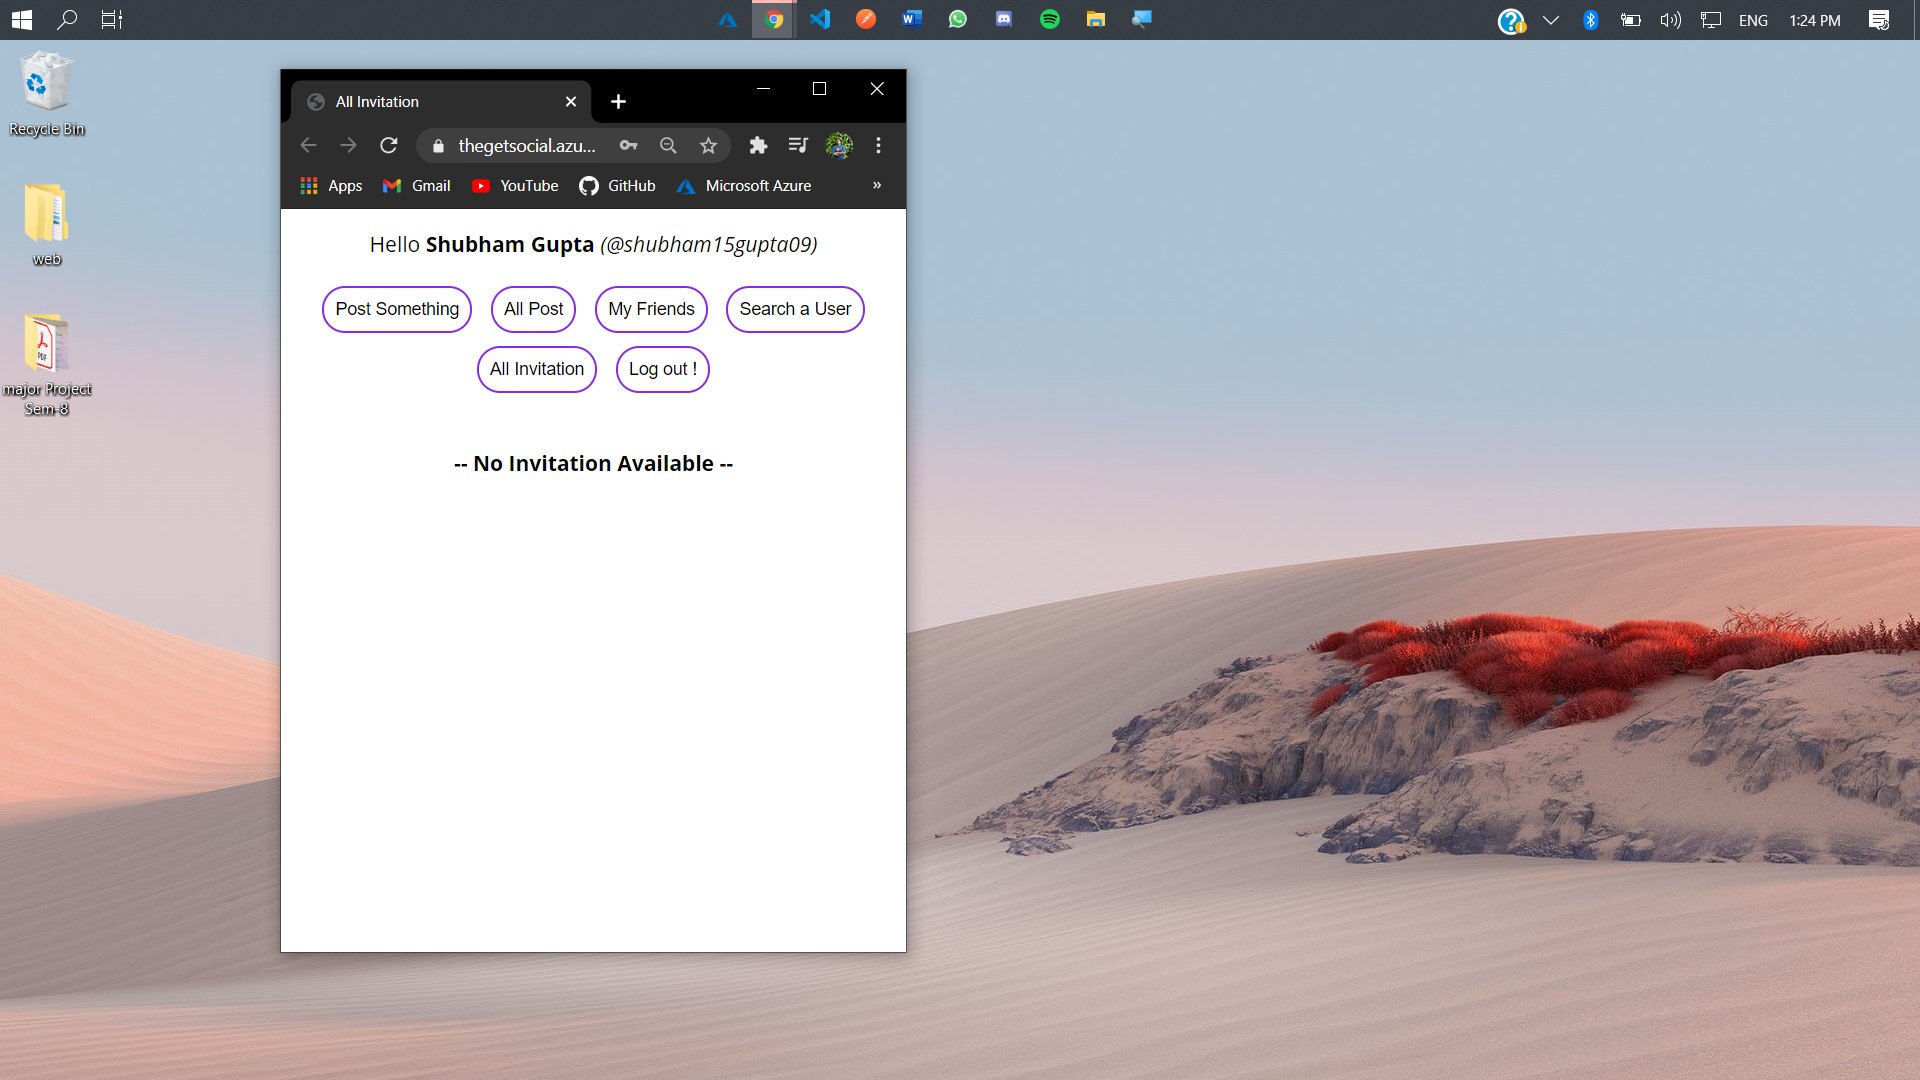 ENG 1:24 PM
Recycle Bin
web
PDF
major Project
Sem-8
All Invitation
thegetsocial.azu...
Apps Gmail YouTube GitHub Microsoft Azure »
Hello Shubham Gupta (@shubham15gupta09)
Post Something All Post My Friends Search a User
All Invitation Log out !
-- No Invitation Available --